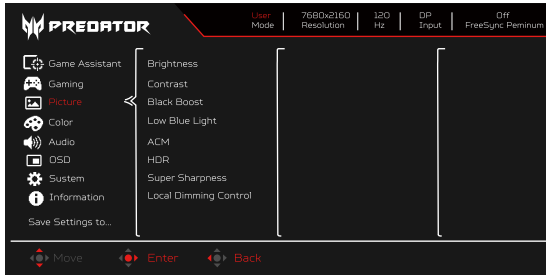 PREDATOR
User Mode
7680x2160 Resolution
120 Hz
DP Input
Off FreeSync Peminum
Game Assistant
Gaming
Picture
Color
Audio
OSD
Sustem
Information
Save Settings to...
Brightness
Contrast
Black Boost
Low Blue Light
ACM
HDR
Super Sharpness
Local Dimming Control
Move
Enter
Back